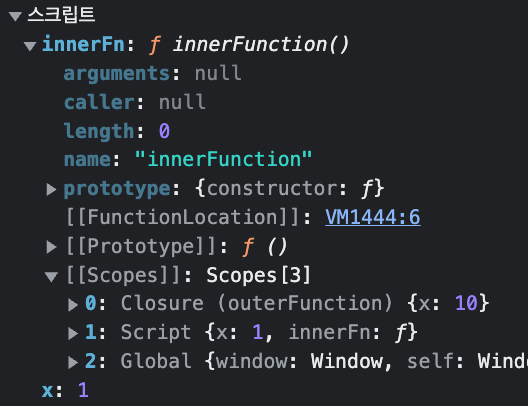 ▼ 스크립트
▼ innerFn: ƒ innerFunction()
arguments: null
caller: null
length: 0
name: "innerFunction"
▶ prototype: {constructor: ƒ}
[[FunctionLocation]]: VM1444:6
▶ [[Prototype]]: ƒ ()
▼ [[Scopes]]: Scopes[3]
▶ 0: Closure (outerFunction) {x: 10}
▶ 1: Script {x: 1, innerFn: ƒ}
▶ 2: Global {window: Window, self: Wind
x: 1